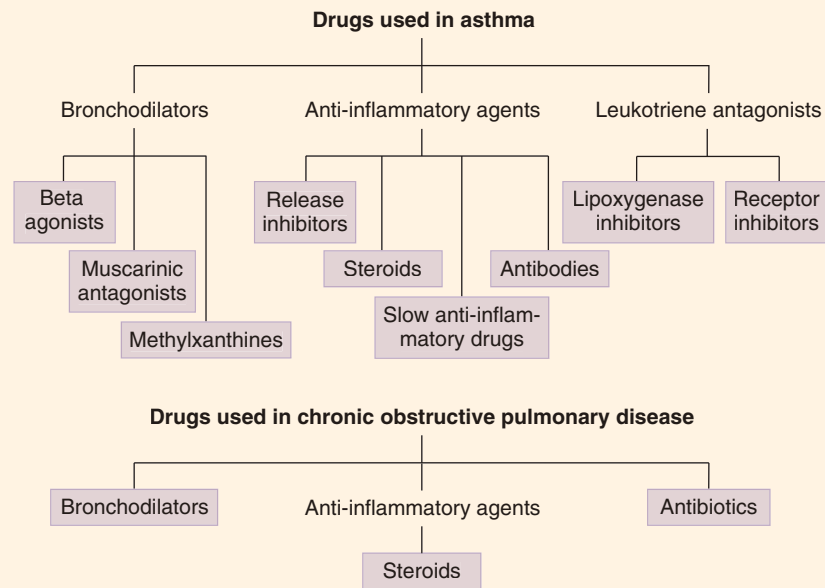 Drugs used in asthma
Bronchodilators
Anti-inflammatory agents
Leukotriene antagonists
Beta
agonists
Muscarinic
antagonists
Methylxanthines
Release
inhibitors
Steroids
Slow anti-inflam-
matory drugs
Antibodies
Lipoxygenase
inhibitors
Receptor
inhibitors
Drugs used in chronic obstructive pulmonary disease
Bronchodilators
Anti-inflammatory agents
Steroids
Antibiotics